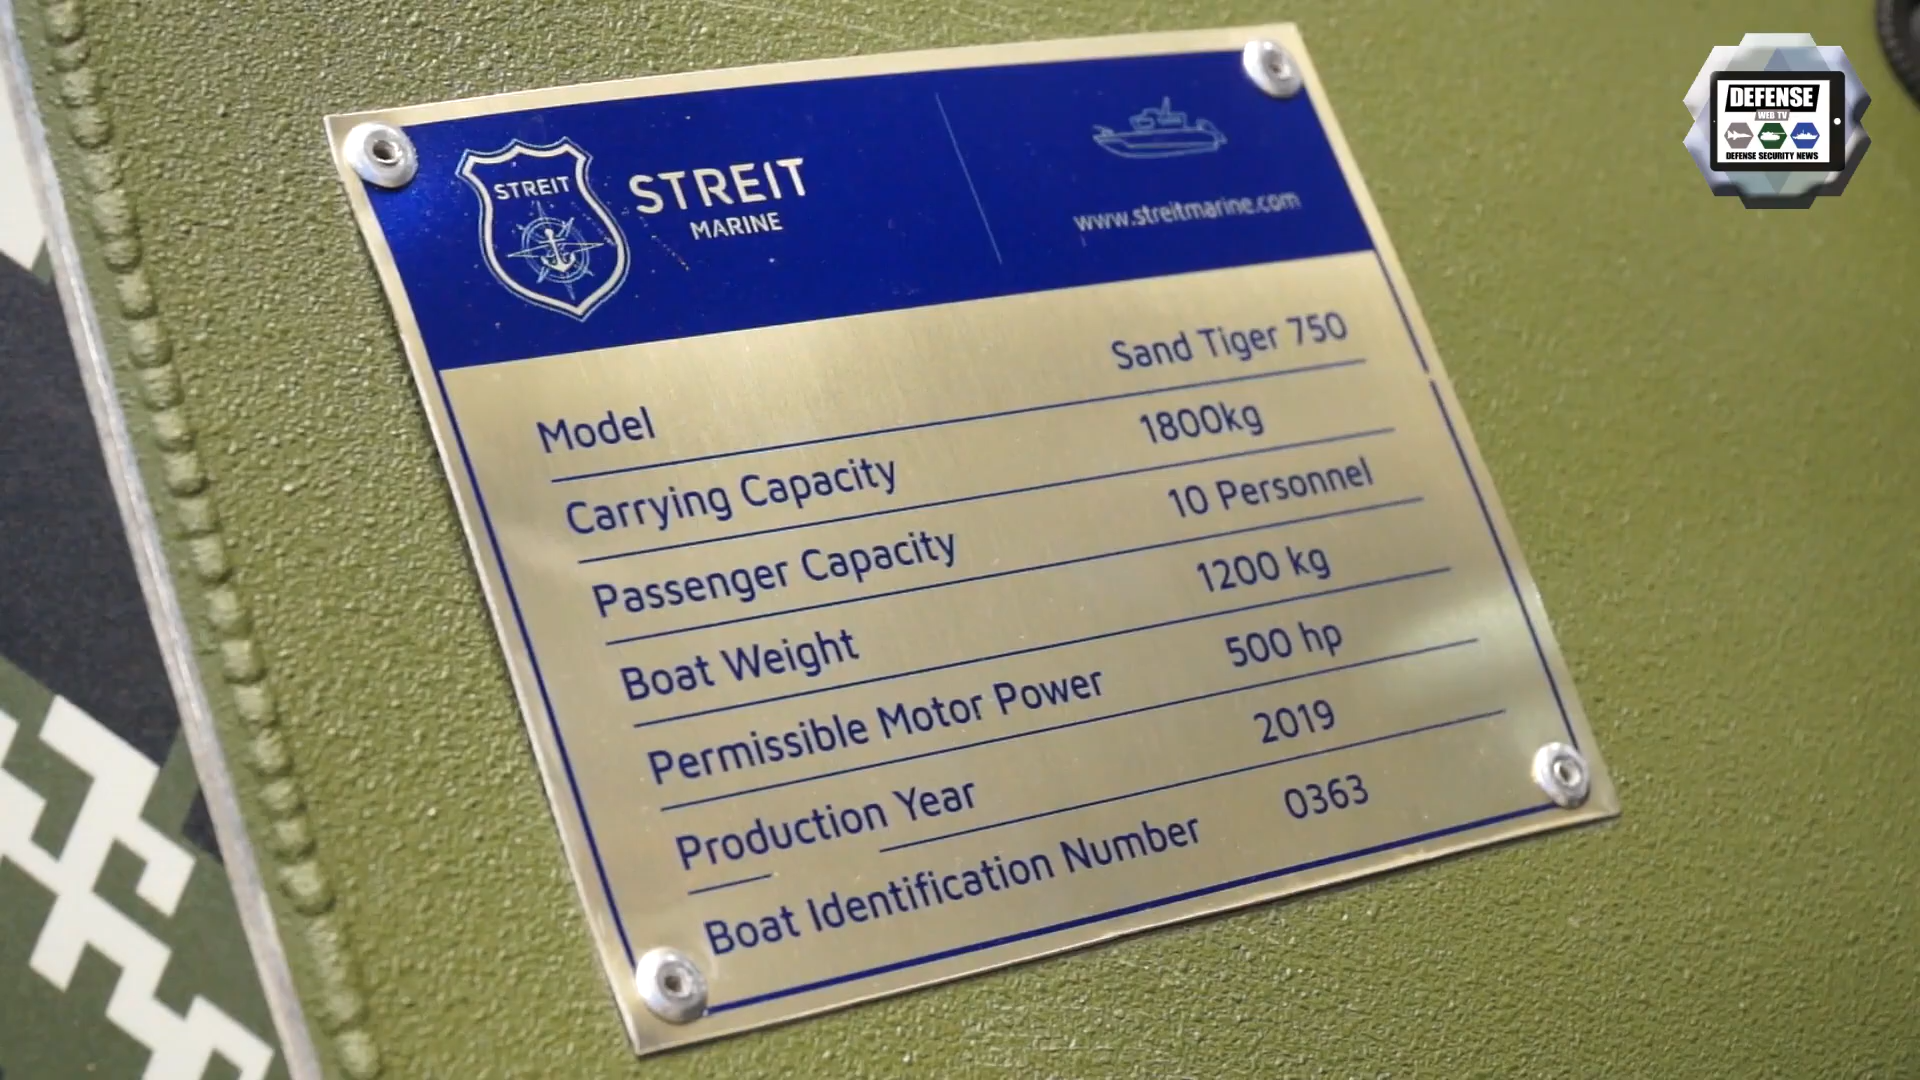 STREIT
STREIT
MARINE
www.streitmarine.com
Model Sand Tiger 750
Carrying Capacity 1800kg
Passenger Capacity 10 Personnel
Boat Weight 1200 kg
Permissible Motor Power 500 hp
Production Year 2019
Boat Identification Number 0363
DEFENSE
WEB TV
DEFENSE SECURITY NEWS